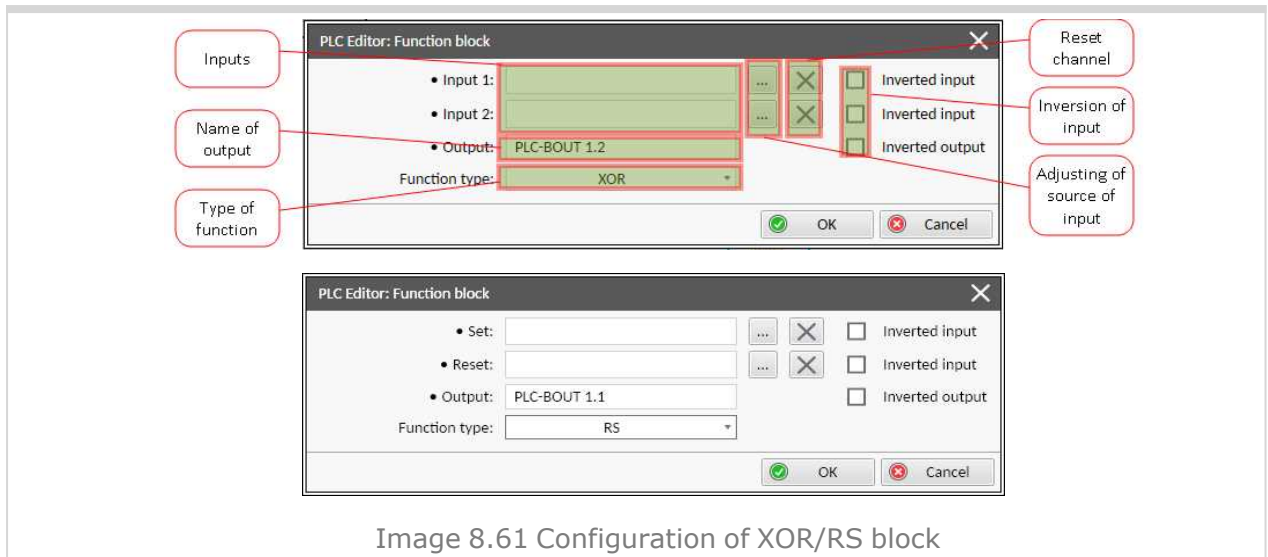 PLC Editor: Function block
Inputs
Reset
channel
• Input 1:
...
Inverted input
• Input 2:
...
Inverted input
Inversion of
input
Name of
output
• Output:
PLC-BOUT 1.2
Inverted output
Function type:
XOR
Adjusting of
source of
input
Type of
function
OK
Cancel
PLC Editor: Function block
• Set:
...
Inverted input
• Reset:
...
Inverted input
• Output:
PLC-BOUT 1.1
Inverted output
Function type:
RS
OK
Cancel
Image 8.61 Configuration of XOR/RS block